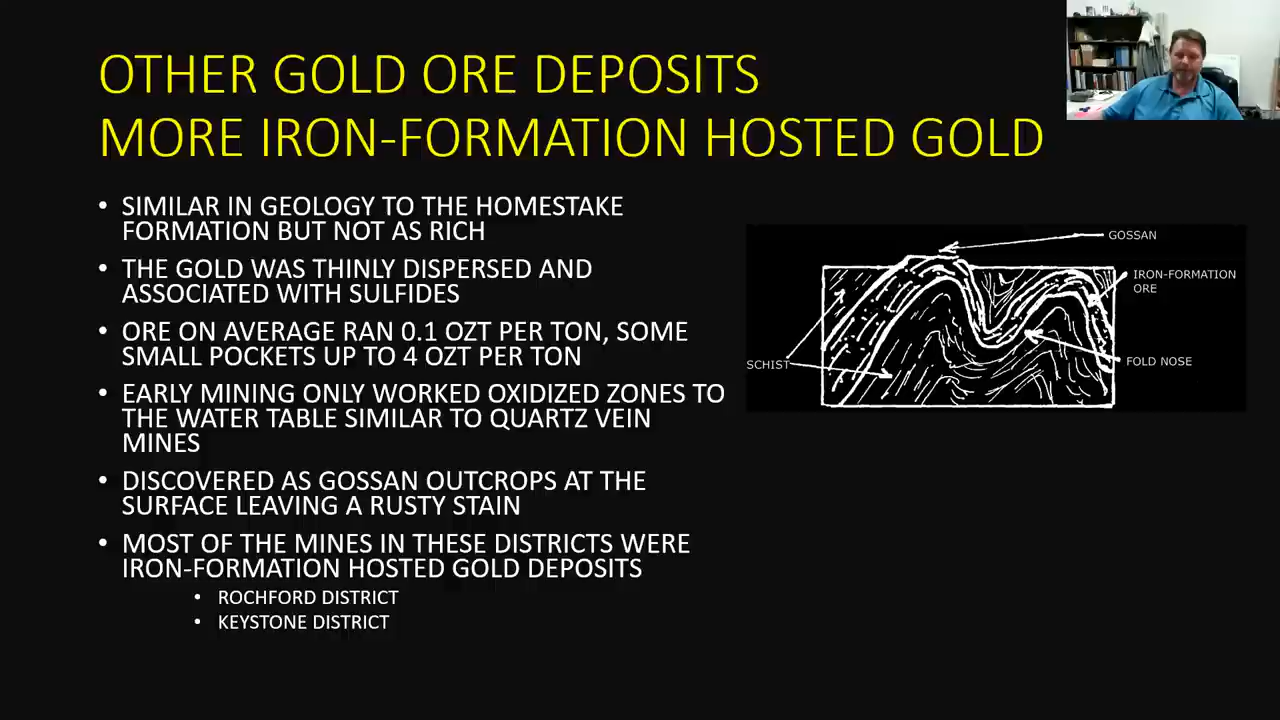 OTHER GOLD ORE DEPOSITS
MORE IRON-FORMATION HOSTED GOLD
• SIMILAR IN GEOLOGY TO THE HOMESTAKE
FORMATION BUT NOT AS RICH
• THE GOLD WAS THINLY DISPERSED AND
ASSOCIATED WITH SULFIDES
• ORE ON AVERAGE RAN 0.1 OZT PER TON, SOME
SMALL POCKETS UP TO 4 OZT PER TON
• EARLY MINING ONLY WORKED OXIDIZED ZONES TO
THE WATER TABLE SIMILAR TO QUARTZ VEIN
MINES
• DISCOVERED AS GOSSAN OUTCROPS AT THE
SURFACE LEAVING A RUSTY STAIN
• MOST OF THE MINES IN THESE DISTRICTS WERE
IRON-FORMATION HOSTED GOLD DEPOSITS
• ROCHFORD DISTRICT
• KEYSTONE DISTRICT
GOSSAN
IRON-FORMATION
ORE
FOLD NOSE
SCHIST